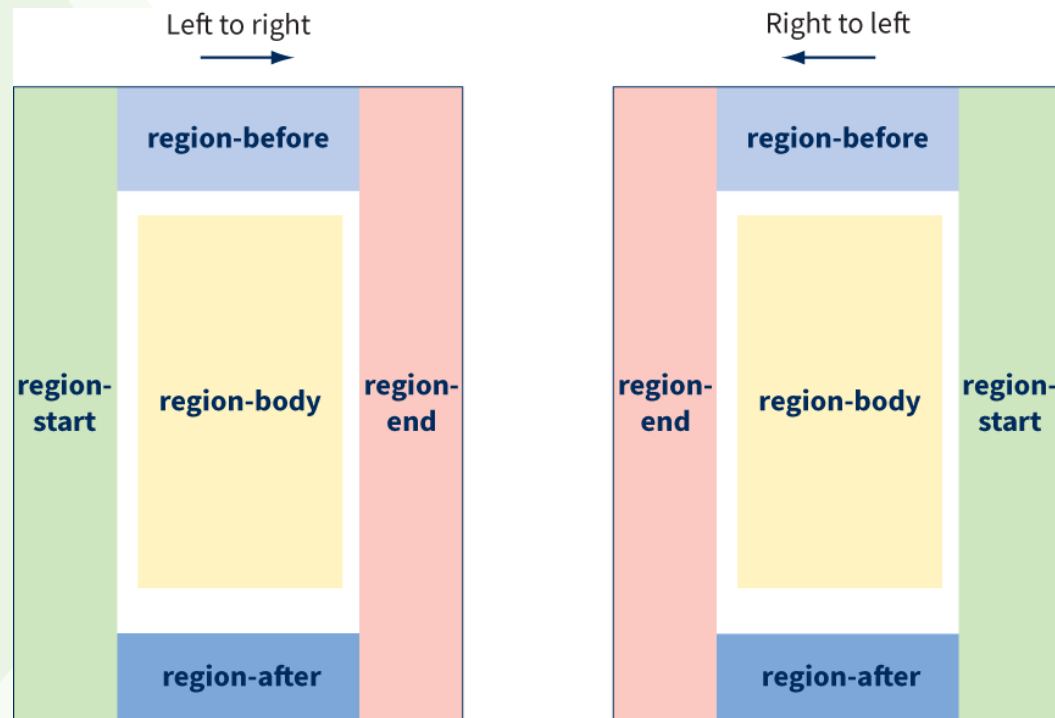 Left to right
region-before
region-
start
region-body
region-
end
region-after
Right to left
region-before
region-
end
region-body
region-
start
region-after